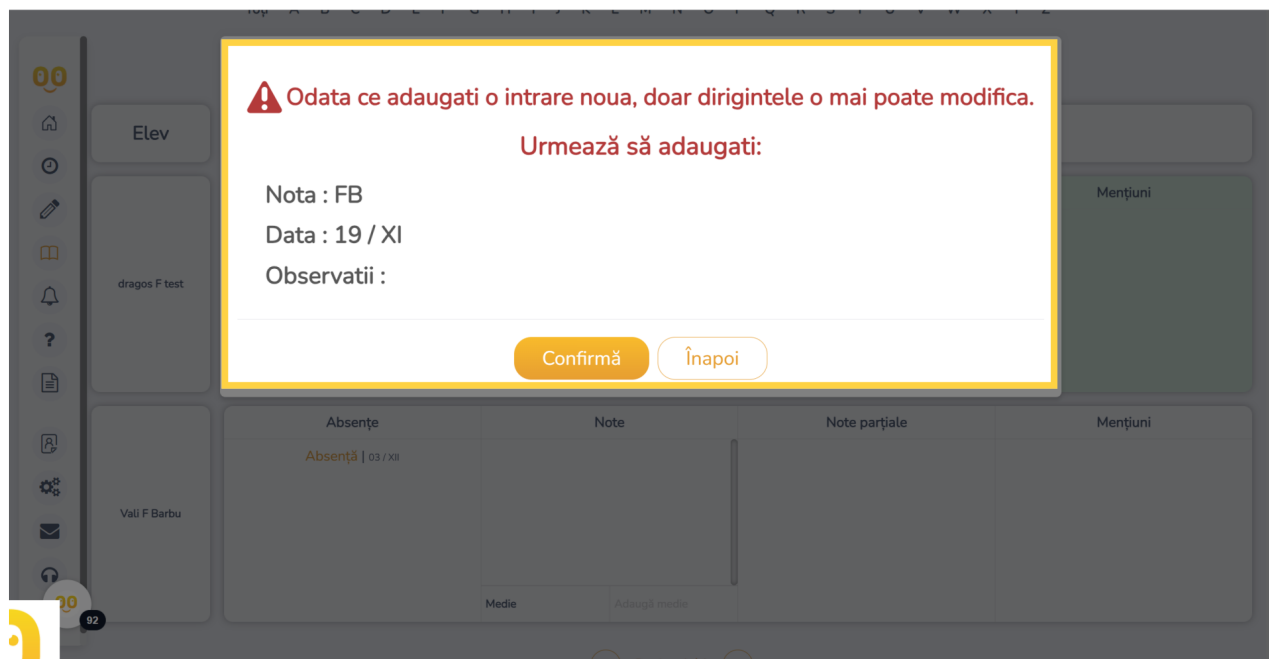 Odata ce adaugati o intrare noua, doar dirigintele o mai poate modifica.
Urmează să adaugati:
Nota : FB
Data : 19 / XI
Observatii :
Confirmă Înapoi
Elev
Mențiuni
dragos F test
Absențe Note Note parțiale Mențiuni
Absență | 03 / XII
Vali F Barbu
Medie Adaugă medie
92